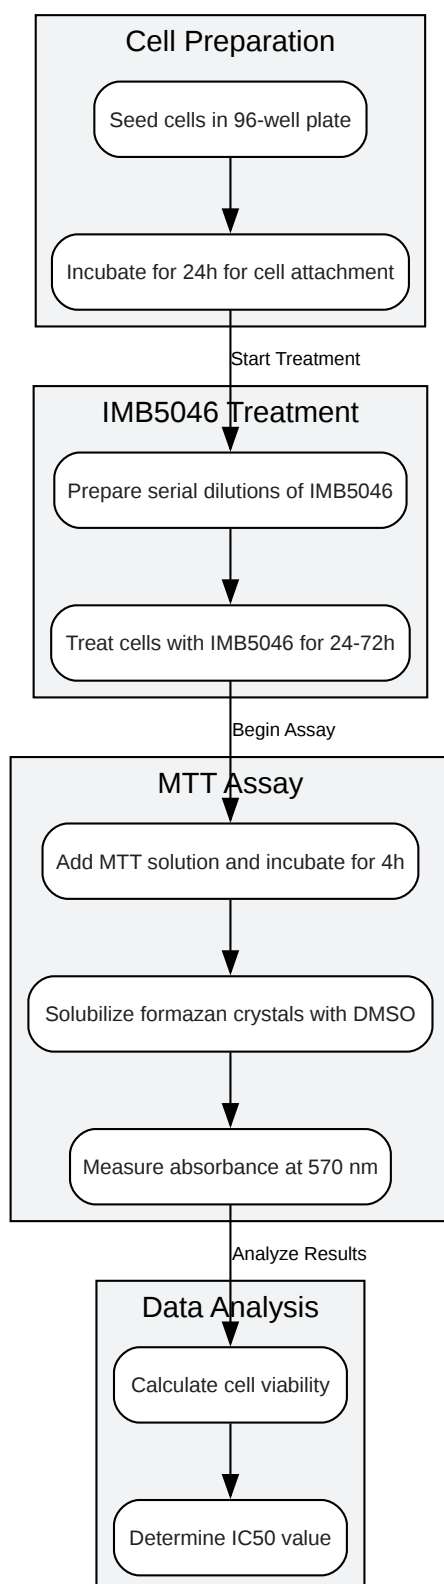 Cell Preparation
Seed cells in 96-well plate
Incubate for 24h for cell attachment
Start Treatment
IMB5046 Treatment
Prepare serial dilutions of IMB5046
Treat cells with IMB5046 for 24-72h
Begin Assay
MTT Assay
Add MTT solution and incubate for 4h
Solubilize formazan crystals with DMSO
Measure absorbance at 570 nm
Analyze Results
Data Analysis
Calculate cell viability
Determine IC50 value